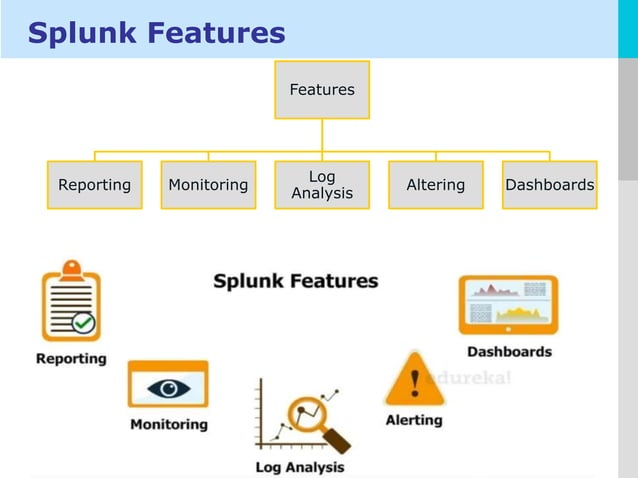 Splunk Features
Features
Reporting
Monitoring
Log
Analysis
Altering
Dashboards
Splunk Features
Reporting
Monitoring
Log Analysis
Alerting
Dashboards
edureka!